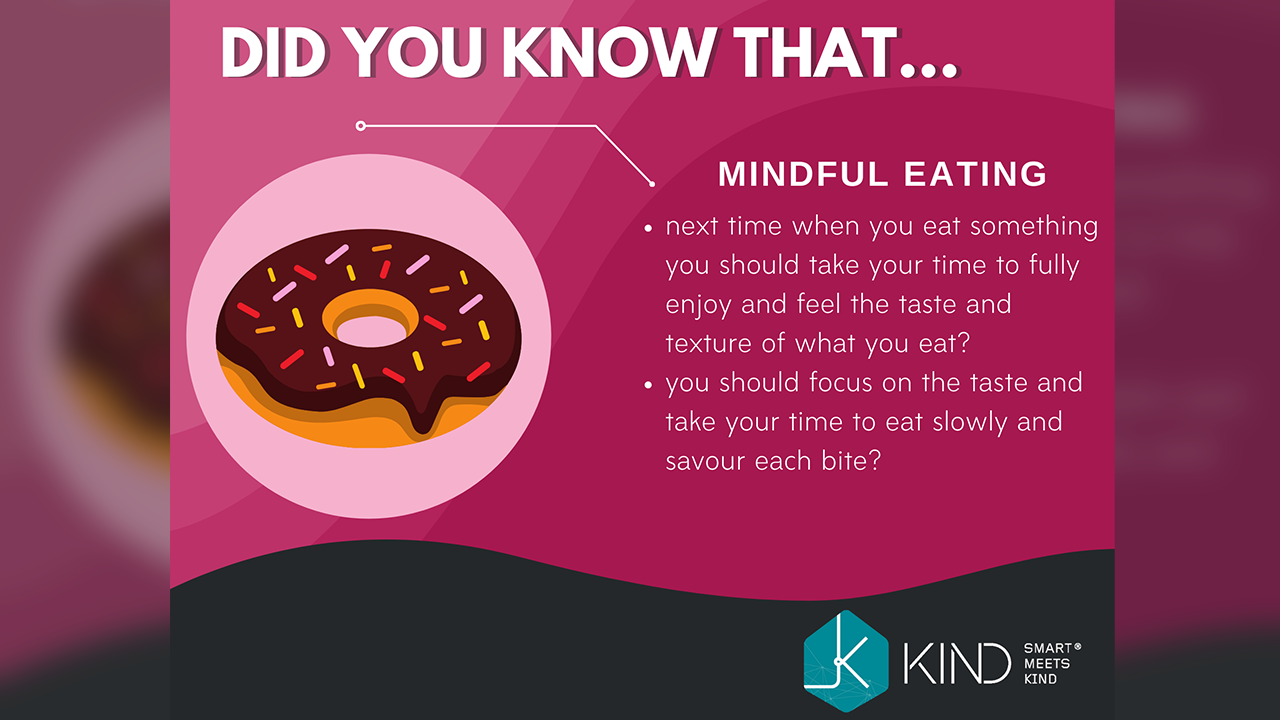 DID YOU KNOW THAT...
MINDFUL EATING
• next time when you eat something
you should take your time to fully
enjoy and feel the taste and
texture of what you eat?
• you should focus on the taste and
take your time to eat slowly and
savour each bite?
KIND
SMART®
MEETS
KIND